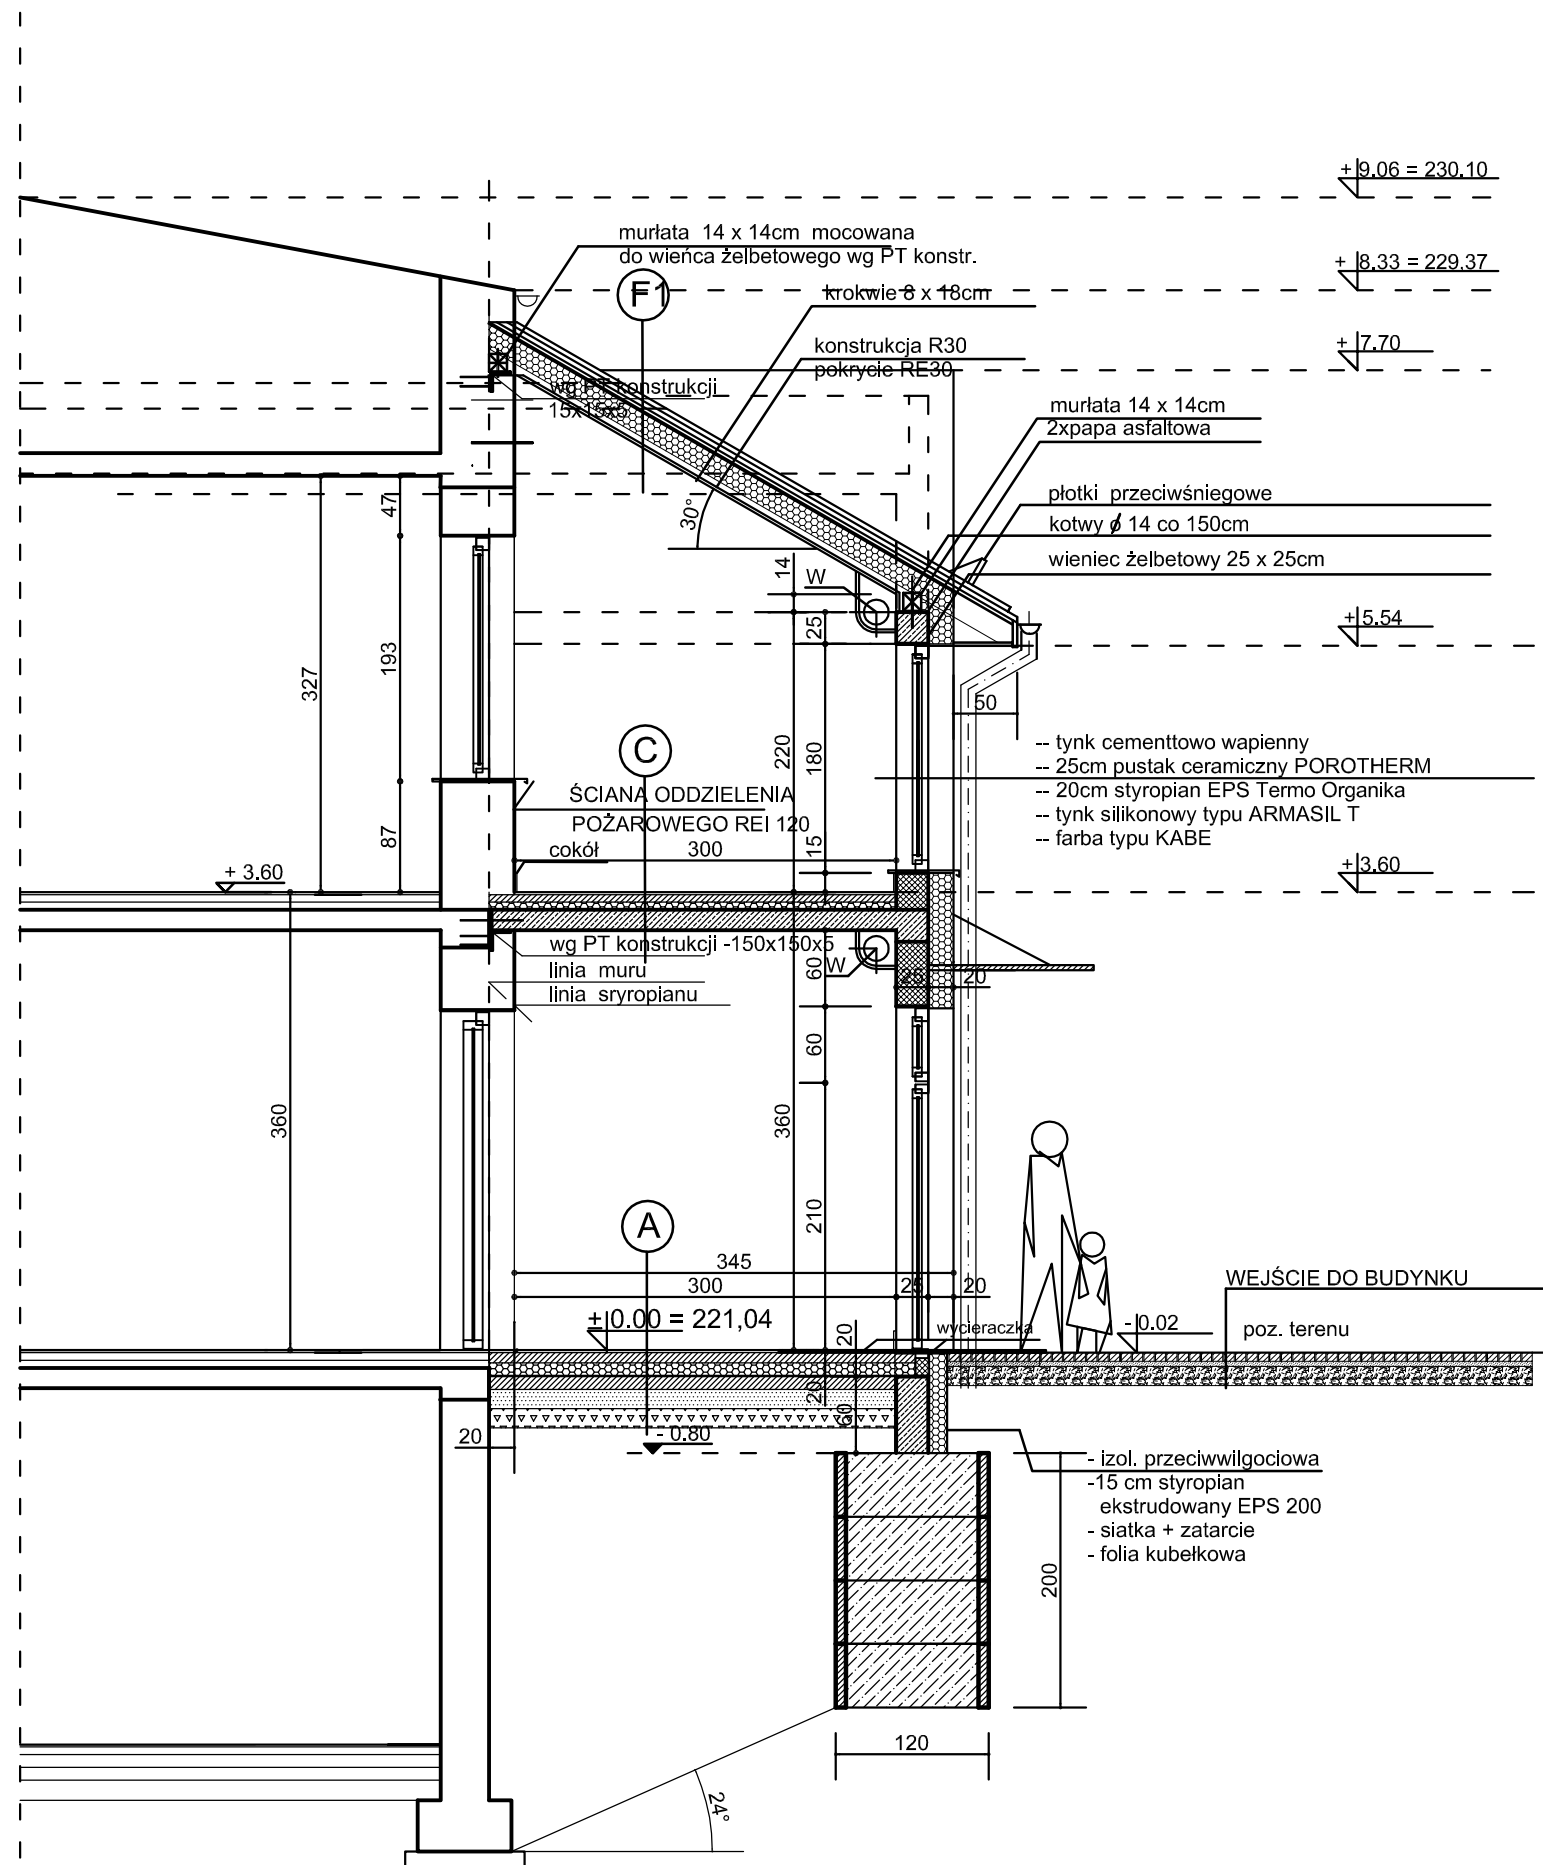 + 9.06 = 230.10
murłata 14 x 14cm mocowana
do wieńca żelbetowego wg PT konstr.
+ 8.33 = 229.37
F1
krokwie 8 x 18cm
konstrukcja R30
pokrycie RE30
+ 7.70
wg PT konstrukcji
15x15x5
murłata 14 x 14cm
2xpapa asfaltowa
płotki przeciwśniegowe
kotwy ϕ 14 co 150cm
wieniec żelbetowy 25 x 25cm
47
30°
14
W
25
+5.54
193
327
50
C
220
180
-- tynk cementtowo wapienny
-- 25cm pustak ceramiczny POROTHERM
-- 20cm styropian EPS Termo Organika
-- tynk silikonowy typu ARMASIL T
-- farba typu KABE
ŚCIANA ODDZIELENIA
POŻAROWEGO REI 120
87
cokół
300
15
+ 3.60
+3.60
wg PT konstrukcji -150x150x5
linia muru
linia sryropianu
60
W
25
20
60
360
360
210
A
345
300
25
20
WEJŚCIE DO BUDYNKU
± 0.00 = 221,04
20
wycieraczka
- 0.02
poz. terenu
20
60
20
- 0.80
- izol. przeciwwilgociowa
-15 cm styropian
ekstrudowany EPS 200
- siatka + zatarcie
- folia kubełkowa
200
120
24°